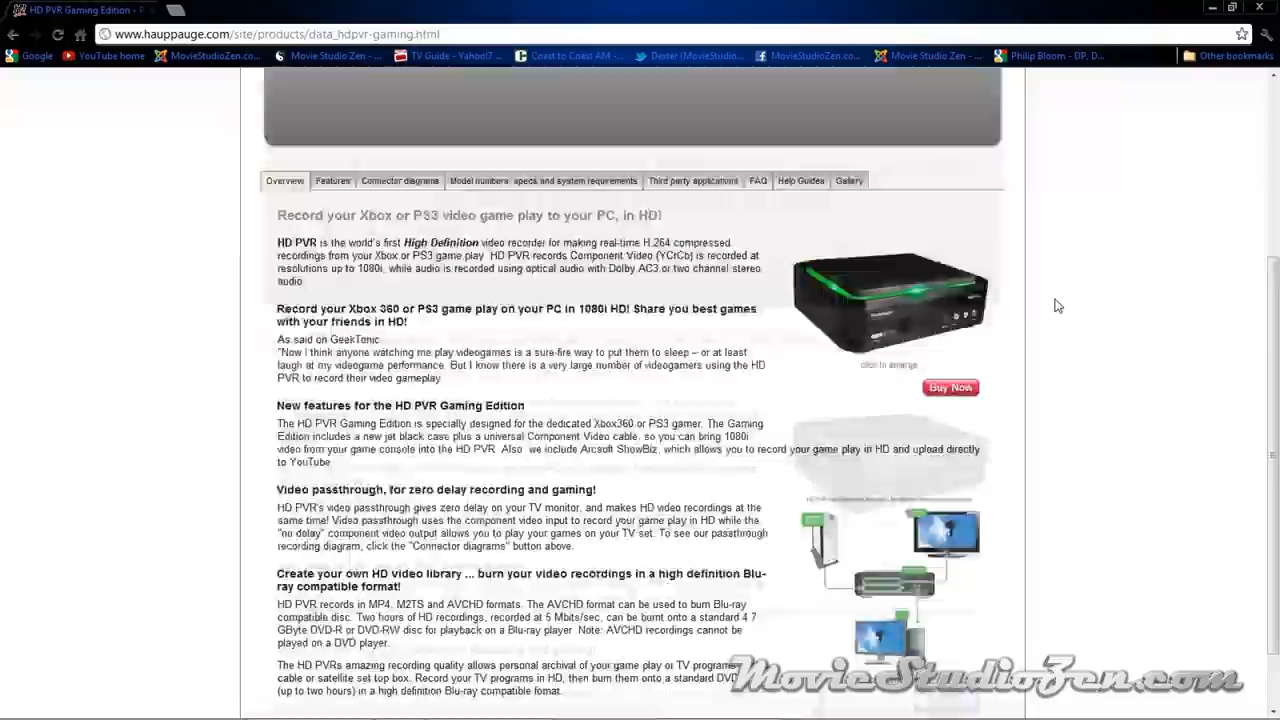 HD PVR Gaming Edition - P
www.hauppauge.com/site/products/data_hdpvr-gaming.html
Google YouTube home MovieStudioZen.co... Movie Studio Zen - ... TV Guide - Yahoo!7 ... Coast to Coast AM - ... Dexter (MovieStudio... MovieStudioZen.co... Movie Studio Zen - ... Philip Bloom - DP, D... Other bookmarks
Overview Features Connector diagrams Model numbers specs and system requirements Third party applications FAQ Help Guides Gallery
Record your Xbox or PS3 video game play to your PC, in HD!
HD PVR is the world's first High Definition video recorder for making real-time H.264 compressed
recordings from your Xbox or PS3 game play. HD PVR records Component Video (YCrCb) is recorded at
resolutions up to 1080i, while audio is recorded using optical audio with Dolby AC3 or two channel stereo
audio
Record your Xbox 360 or PS3 game play on your PC in 1080i HD! Share you best games
with your friends in HD!
As said on GeekTonic
"Now I think anyone watching me play videogames is a sure-fire way to put them to sleep – or at least
laugh at my videogame performance. But I know there is a very large number of videogamers using the HD
PVR to record their video gameplay
click to enlarge
Buy Now
New features for the HD PVR Gaming Edition
The HD PVR Gaming Edition is specially designed for the dedicated Xbox360 or PS3 gamer. The Gaming
Edition includes a new jet black case plus a universal Component Video cable, so you can bring 1080i
video from your game console into the HD PVR. Also we include Arcsoft ShowBiz, which allows you to record your game play in HD and upload directly
to YouTube
Video passthrough, for zero delay recording and gaming!
HD PVR's video passthrough gives zero delay on your TV monitor, and makes HD video recordings at the
same time! Video passthrough uses the component video input to record your game play in HD while the
"no delay" component video output allows you to play your games on your TV set. To see our passthrough
recording diagram, click the "Connector diagrams" button above.
Create your own HD video library ... burn your video recordings in a high definition Blu-
ray compatible format!
HD PVR records in MP4, M2TS and AVCHD formats. The AVCHD format can be used to burn Blu-ray
compatible disc. Two hours of HD recordings, recorded at 5 Mbits/sec, can be burnt onto a standard 4.7
GByte DVD-R or DVD-RW disc for playback on a Blu-ray player. Note: AVCHD recordings cannot be
played on a DVD player.
The HD PVRs amazing recording quality allows personal archival of your game play or TV programs
cable or satellite set top box. Record your TV programs in HD, then burn them onto a standard DVD
(up to two hours) in a high definition Blu-ray compatible fomat.
MovieStudioZen.com